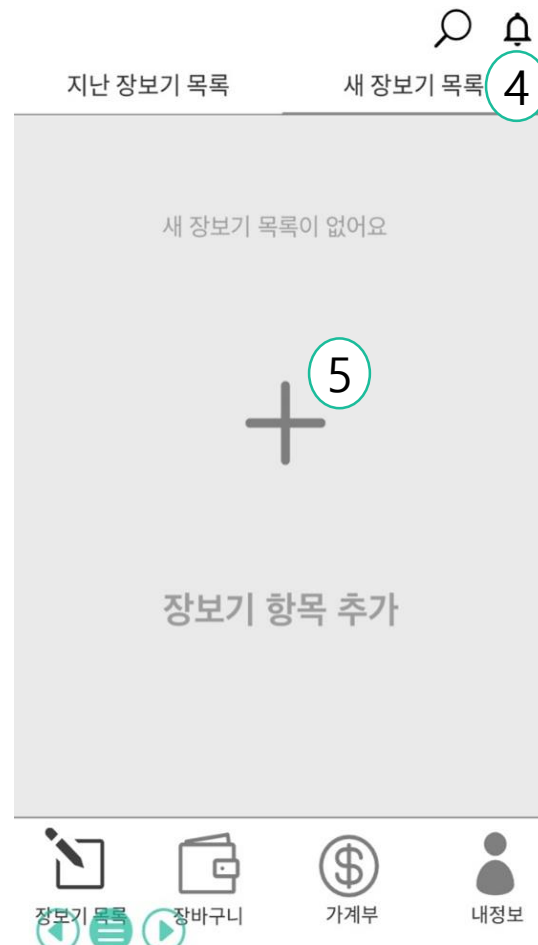 지난 장보기 목록
새 장보기 목록
4
새 장보기 목록이 없어요
5
장보기 항목 추가
장보기 목록
장바구니
가계부
내정보